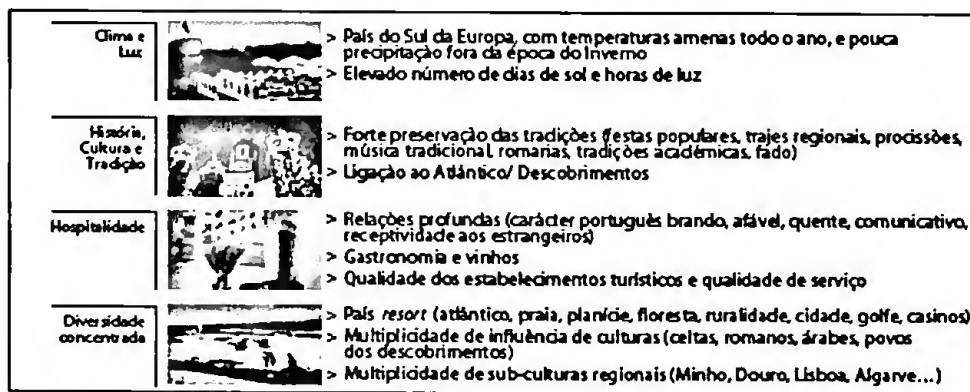 Clima e
Luz
> País do Sul da Europa, com temperaturas amenas todo o ano, e pouca
precipitação fora da época do Inverno
> Elevado número de dias de sol e horas de luz
História,
Cultura e
Tradição
> Forte preservação das tradições (festas populares, trajes regionais, procissões,
música tradicional, romarias, tradições académicas, fado)
> Ligação ao Atlântico/ Descobrimentos
Hospitalidade
> Relações profundas (carácter português brando, afável, quente, comunicativo,
receptividade aos estrangeiros)
> Gastronomia e vinhos
> Qualidade dos estabelecimentos turísticos e qualidade de serviço
Diversidade
concentrada
> País resort (atlântico, praia, planície, floresta, ruralidade, cidade, golfe, casinos)
> Multiplicidade de influência de culturas (celtas, romanos, árabes, povos
dos descobrimentos)
> Multiplicidade de sub-culturas regionais (Minho, Douro, Lisboa, Algarve...)